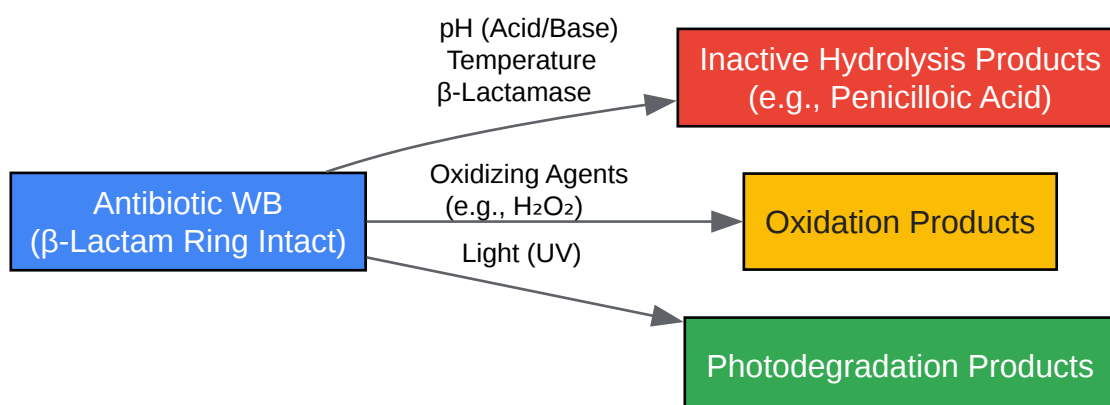 pH (Acid/Base)
Temperature
β-Lactamase
Inactive Hydrolysis Products
(e.g., Penicilloic Acid)
Antibiotic WB
(β-Lactam Ring Intact)
Oxidizing Agents
(e.g., H₂O₂)
Oxidation Products
Light (UV)
Photodegradation Products